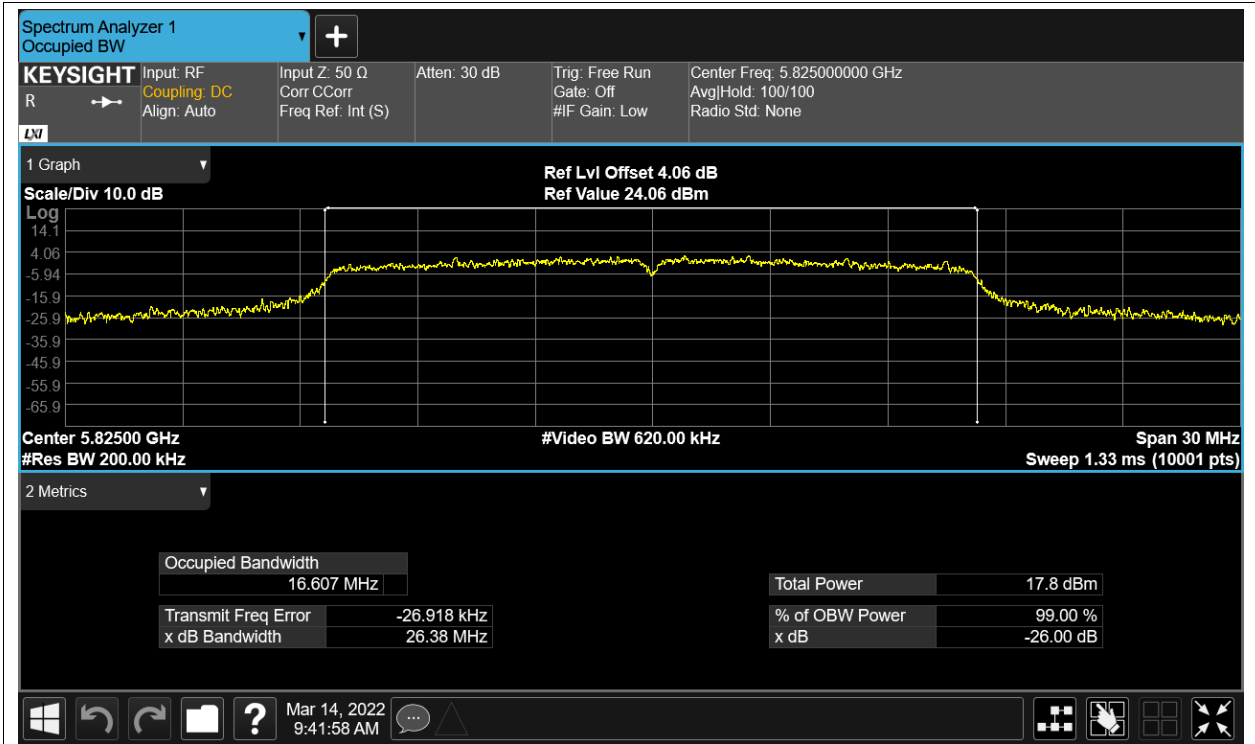 Spectrum Analyzer 1
Occupied BW
KEYSIGHT
R
LXI
Input: RF
Coupling: DC
Align: Auto
Input Z: 50 Ω
Corr CCorr
Freq Ref: Int (S)
Atten: 30 dB
Trig: Free Run
Gate: Off
#IF Gain: Low
Center Freq: 5.825000000 GHz
Avg|Hold: 100/100
Radio Std: None
1 Graph
Scale/Div 10.0 dB
Ref Lvl Offset 4.06 dB
Ref Value 24.06 dBm
Log
14.1
4.06
-5.94
-15.9
-25.9
-35.9
-45.9
-55.9
-65.9
Center 5.82500 GHz
#Video BW 620.00 kHz
Span 30 MHz
#Res BW 200.00 kHz
Sweep 1.33 ms (10001 pts)
2 Metrics
Occupied Bandwidth
16.607 MHz
Total Power 17.8 dBm
Transmit Freq Error -26.918 kHz
% of OBW Power 99.00 %
x dB Bandwidth 26.38 MHz
x dB -26.00 dB
?
Mar 14, 2022
9:41:58 AM